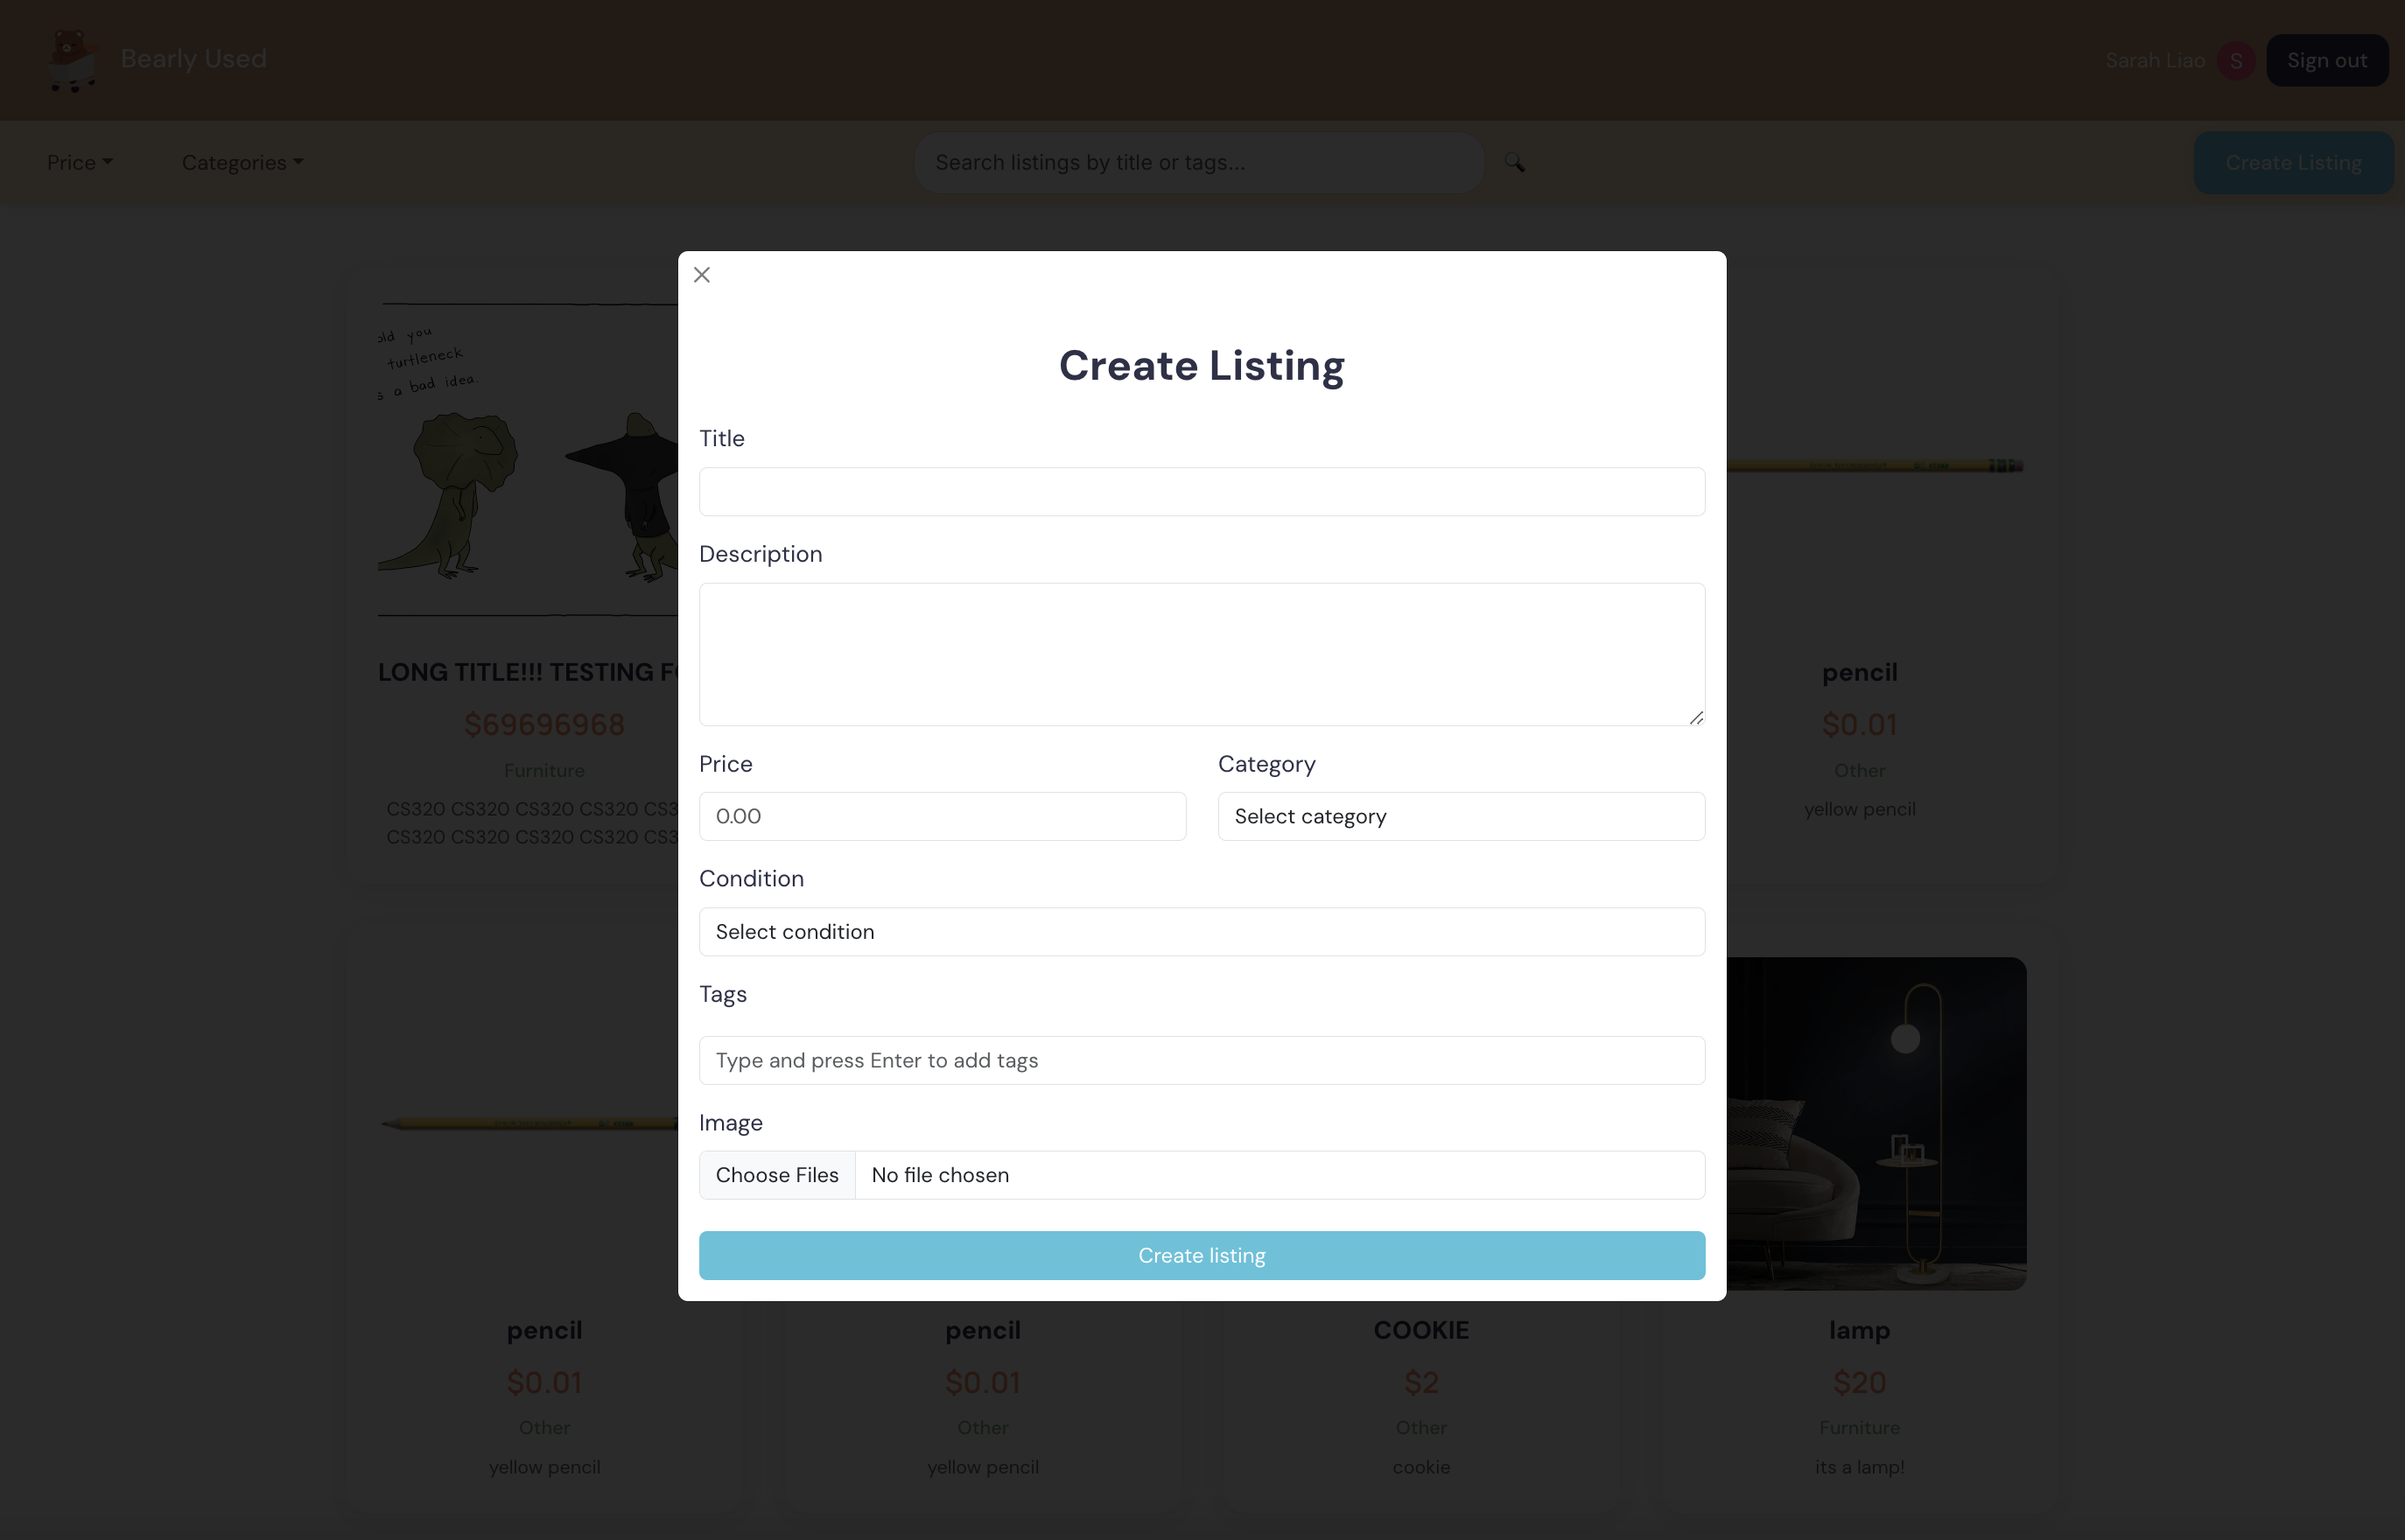 Bearly Used
Sarah Liao
S
Sign out
Price
Categories
Search listings by title or tags...
Create Listing
old you
turtleneck
s a bad idea.
LONG TITLE!!! TESTING FO
$69696968
Furniture
CS320 CS320 CS320 CS320 CS3
CS320 CS320 CS320 CS320 CS3
pencil
$0.01
Other
yellow pencil
Create Listing
Title
Description
Price
Category
0.00
Select category
Condition
Select condition
Tags
Type and press Enter to add tags
Image
Choose Files
No file chosen
Create listing
pencil
$0.01
Other
yellow pencil
pencil
$0.01
Other
yellow pencil
COOKIE
$2
Other
cookie
lamp
$20
Furniture
its a lamp!